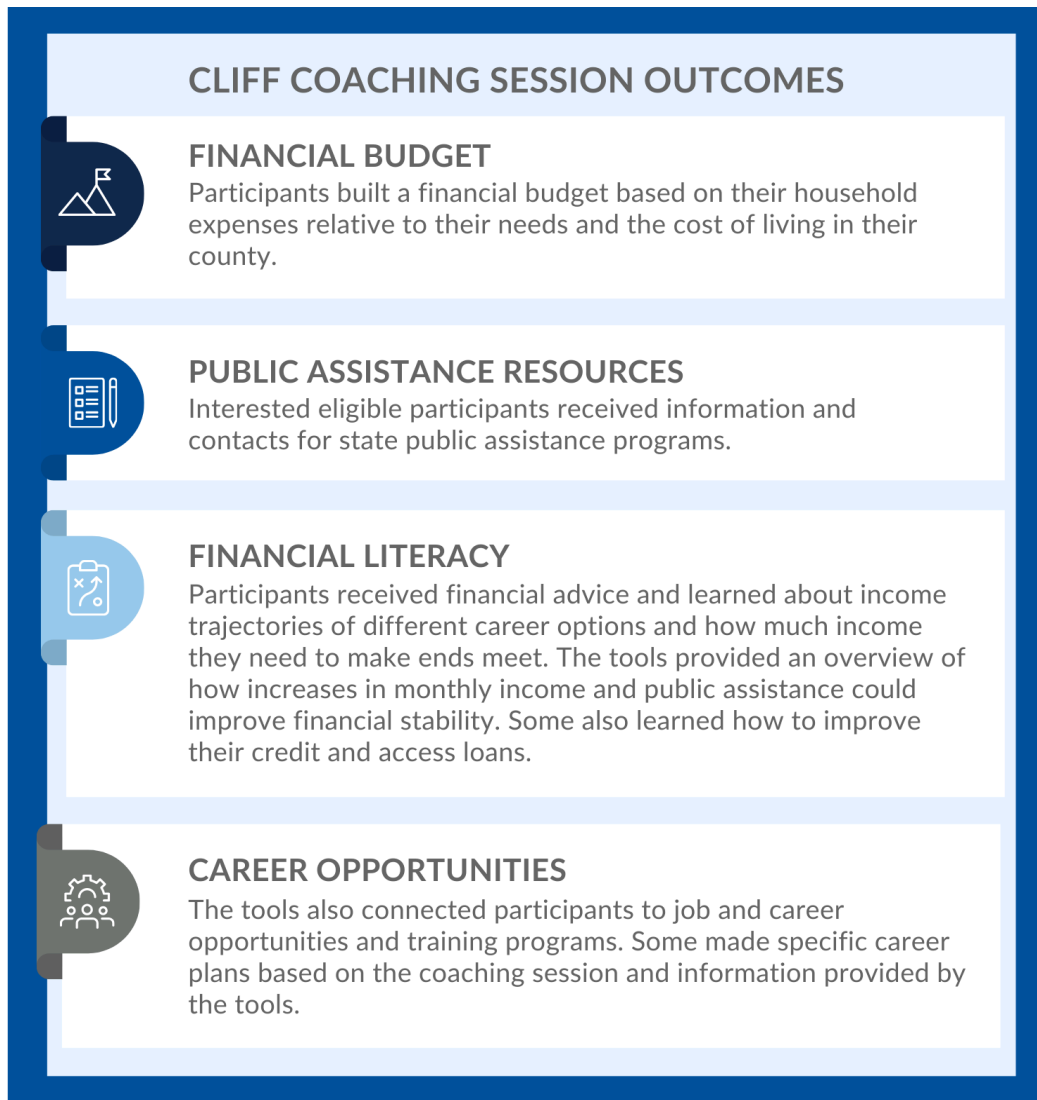 CLIFF COACHING SESSION OUTCOMES
FINANCIAL BUDGET
Participants built a financial budget based on their household
expenses relative to their needs and the cost of living in their
county.
PUBLIC ASSISTANCE RESOURCES
Interested eligible participants received information and
contacts for state public assistance programs.
FINANCIAL LITERACY
Participants received financial advice and learned about income
trajectories of different career options and how much income
they need to make ends meet. The tools provided an overview of
how increases in monthly income and public assistance could
improve financial stability. Some also learned how to improve
their credit and access loans.
CAREER OPPORTUNITIES
The tools also connected participants to job and career
opportunities and training programs. Some made specific career
plans based on the coaching session and information provided by
the tools.